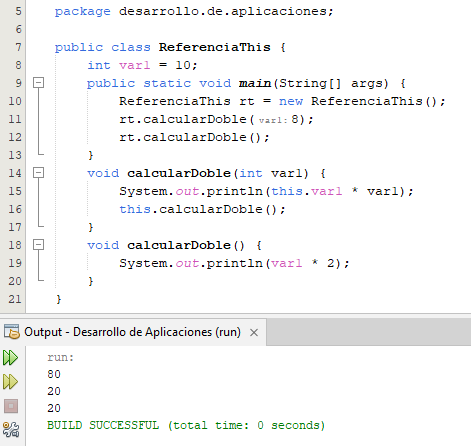 5 package desarrollo.de.aplicaciones;
6
7 public class ReferenciaThis {
8 int var1 = 10;
9 public static void main(String[] args) {
10 ReferenciaThis rt = new ReferenciaThis();
11 rt.calcularDoble( var1: 8);
12 rt.calcularDoble();
13 }
14 void calcularDoble(int var1) {
15 System.out.println(this.var1 * var1);
16 this.calcularDoble();
17 }
18 void calcularDoble() {
19 System.out.println(var1 * 2);
20 }
21 }
Output - Desarrollo de Aplicaciones (run) ×
run:
80
20
20
BUILD SUCCESSFUL (total time: 0 seconds)